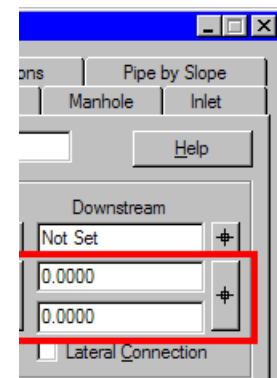 ons Pipe by Slope
Manhole Inlet
Help
Downstream
Not Set
0.0000
0.0000
Lateral Connection